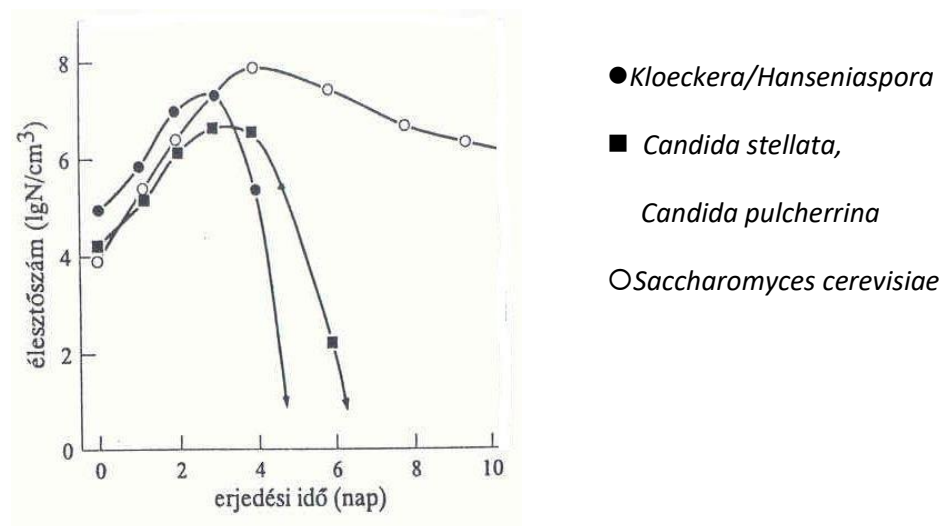 8
6
4
2
0
élesztőszám (lgN/cm³)
0 2 4 6 8 10
erjedési idő (nap)
Kloeckera/Hanseniaspora
Candida stellata,
Candida pulcherrina
Saccharomyces cerevisiae